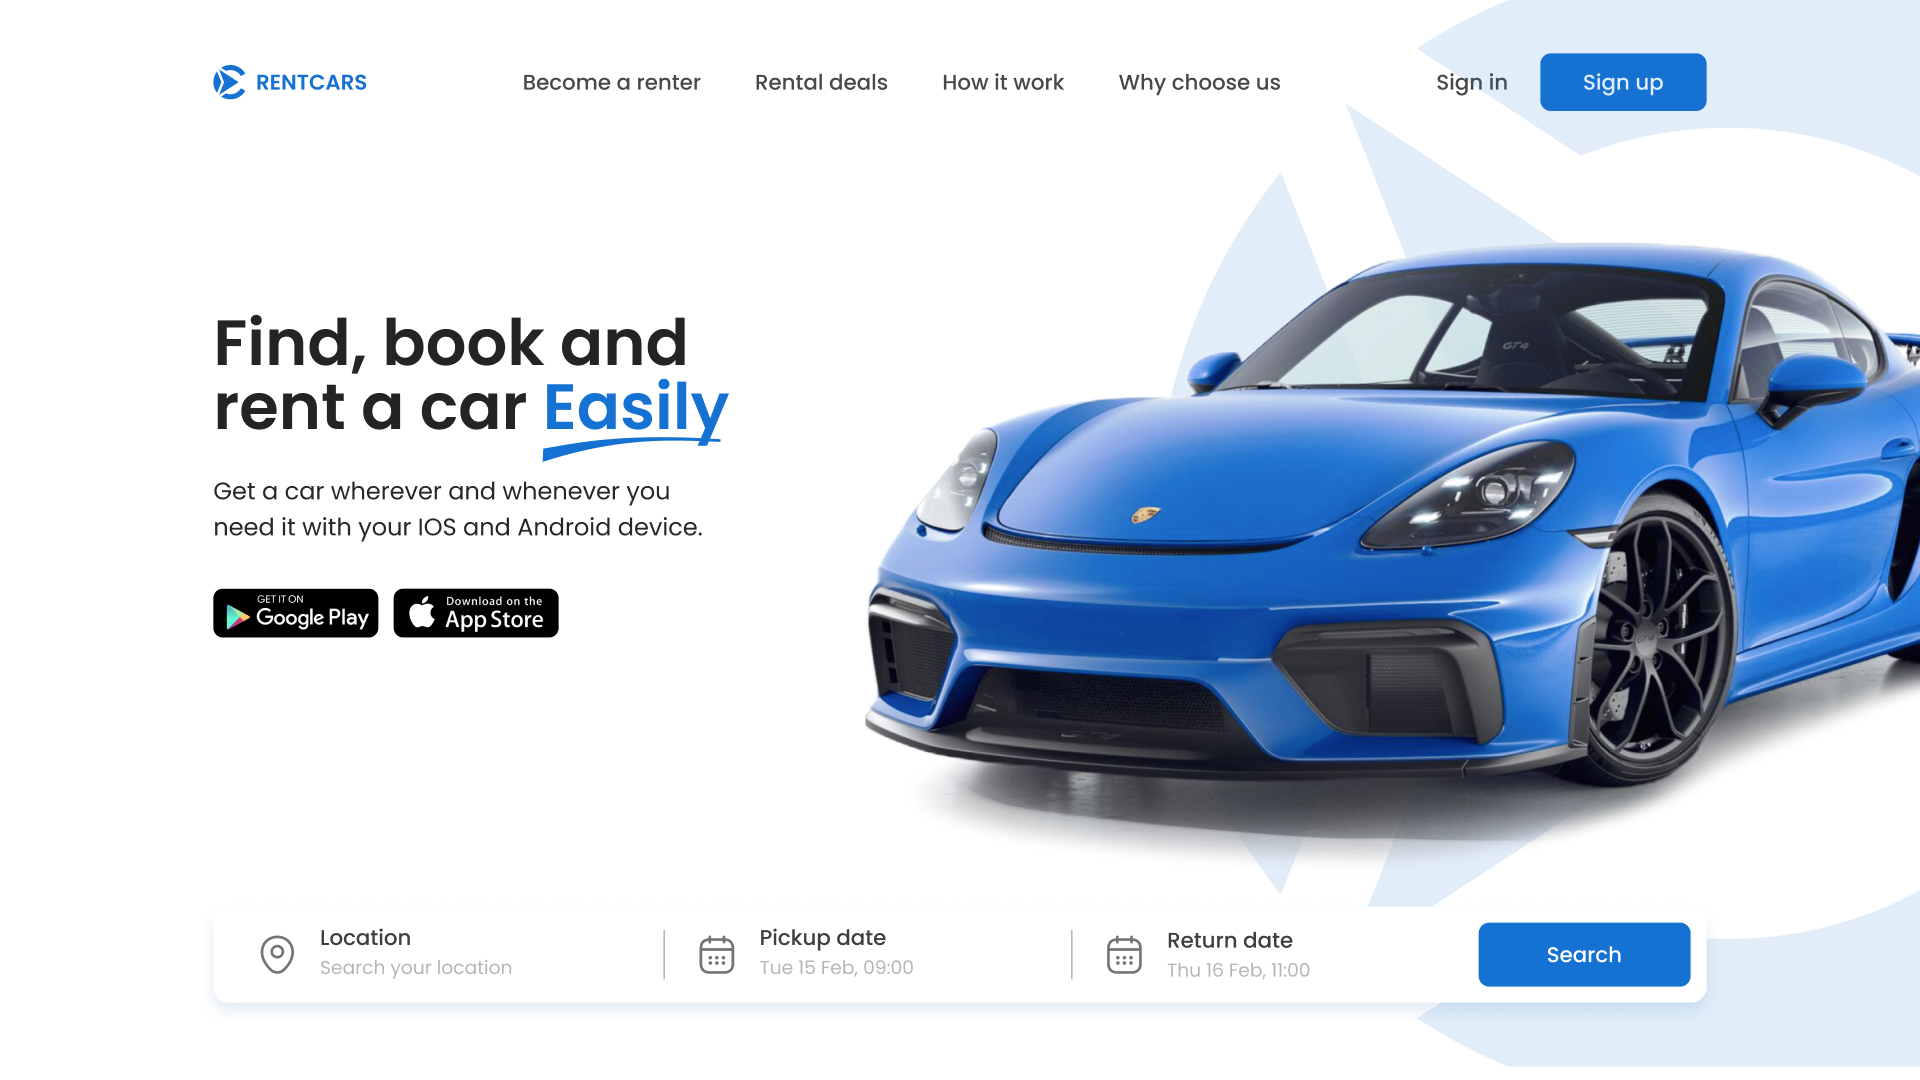 RENTCARS
Become a renter
Rental deals
How it work
Why choose us
Sign in
Sign up
Find, book and
rent a car Easily
Get a car wherever and whenever you
need it with your IOS and Android device.
GET IT ON
Google Play
Download on the
App Store
GT4
Location
Search your location
Pickup date
Tue 15 Feb, 09:00
Return date
Thu 16 Feb, 11:00
Search